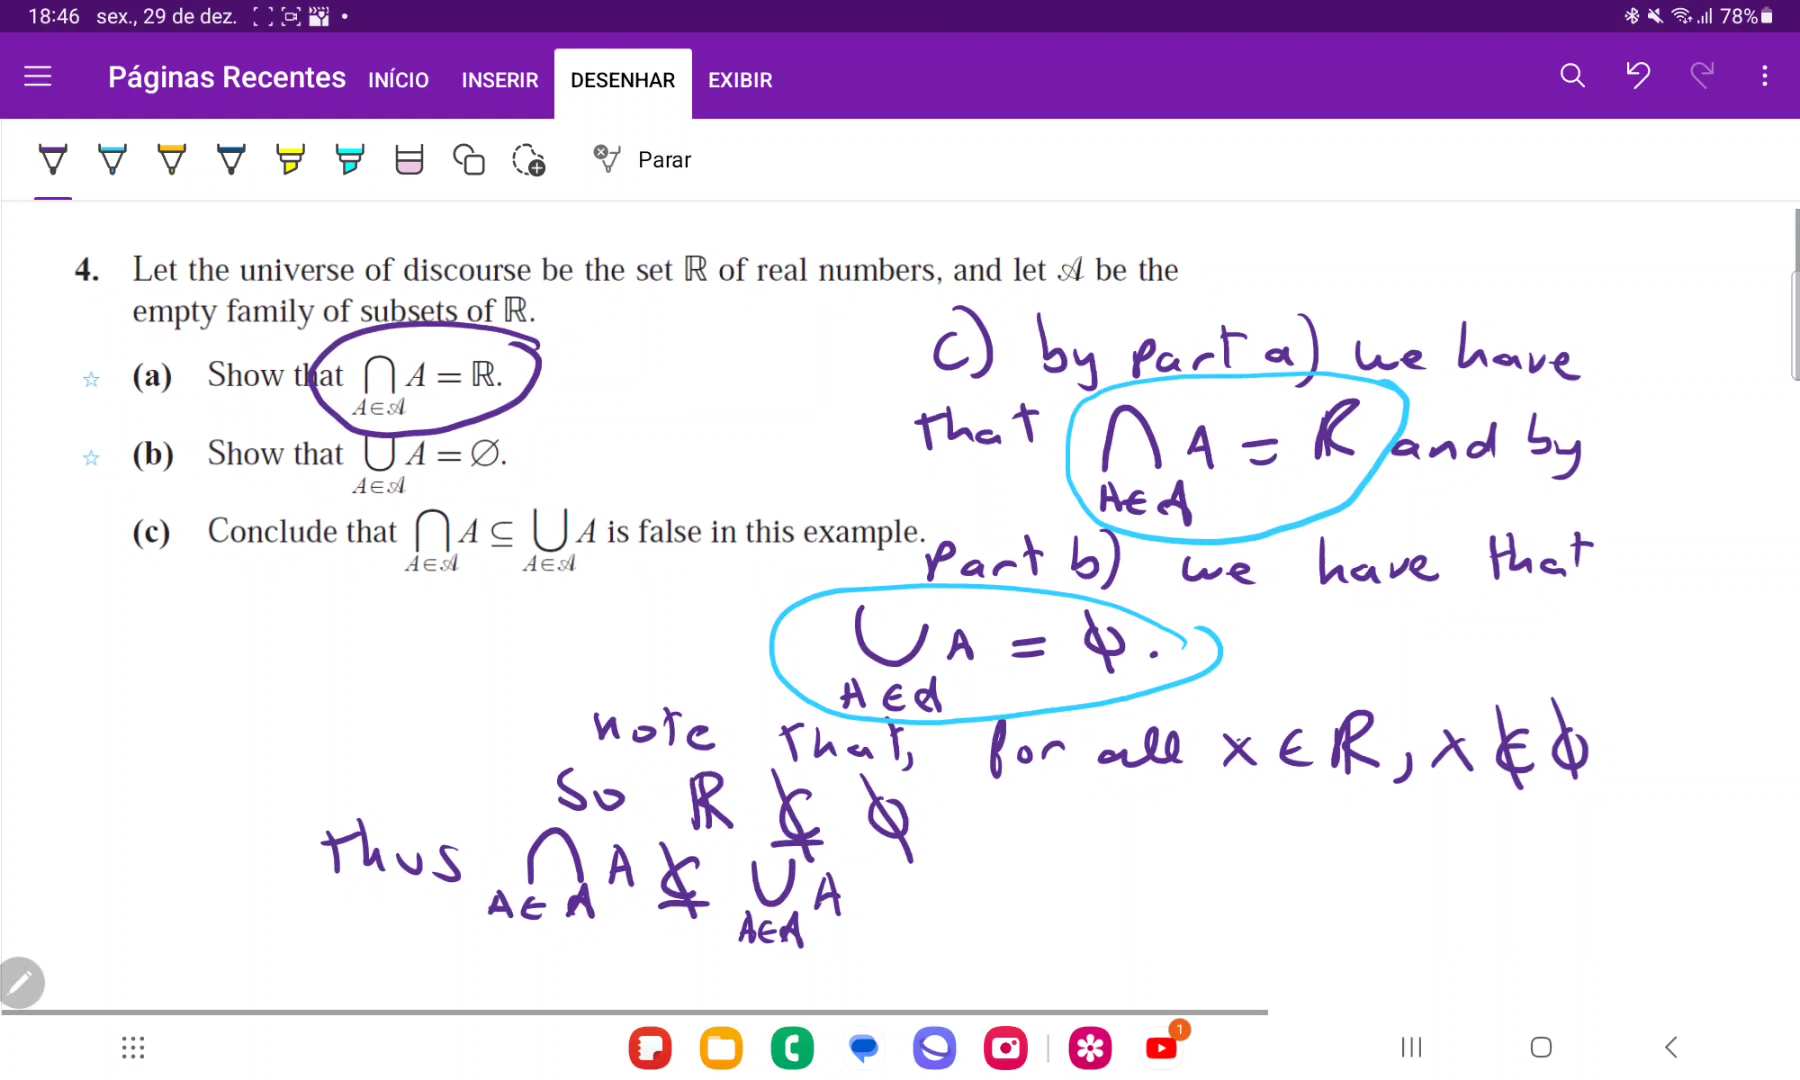 18:46 sex., 29 de dez.
78%
Páginas Recentes INÍCIO INSERIR DESENHAR EXIBIR
Parar
4. Let the universe of discourse be the set ℝ of real numbers, and let 𝒜 be the
empty family of subsets of ℝ.
(a) Show that ⋂ A = ℝ.
A∈𝒜
(b) Show that ⋃ A = ∅.
A∈𝒜
(c) Conclude that ⋂ A ⊆ ⋃ A is false in this example.
A∈𝒜 A∈𝒜
c) by part a) we have
that ⋂ A = ℝ and by
A∈𝒜
part b) we have that
⋃ A = ∅.
A∈𝒜
note that, for all x ∈ ℝ, x ∉ ∅
So ℝ ⊈ ∅
thus ⋂ A ⊈ ⋃ A
A∈𝒜 A∈𝒜
1